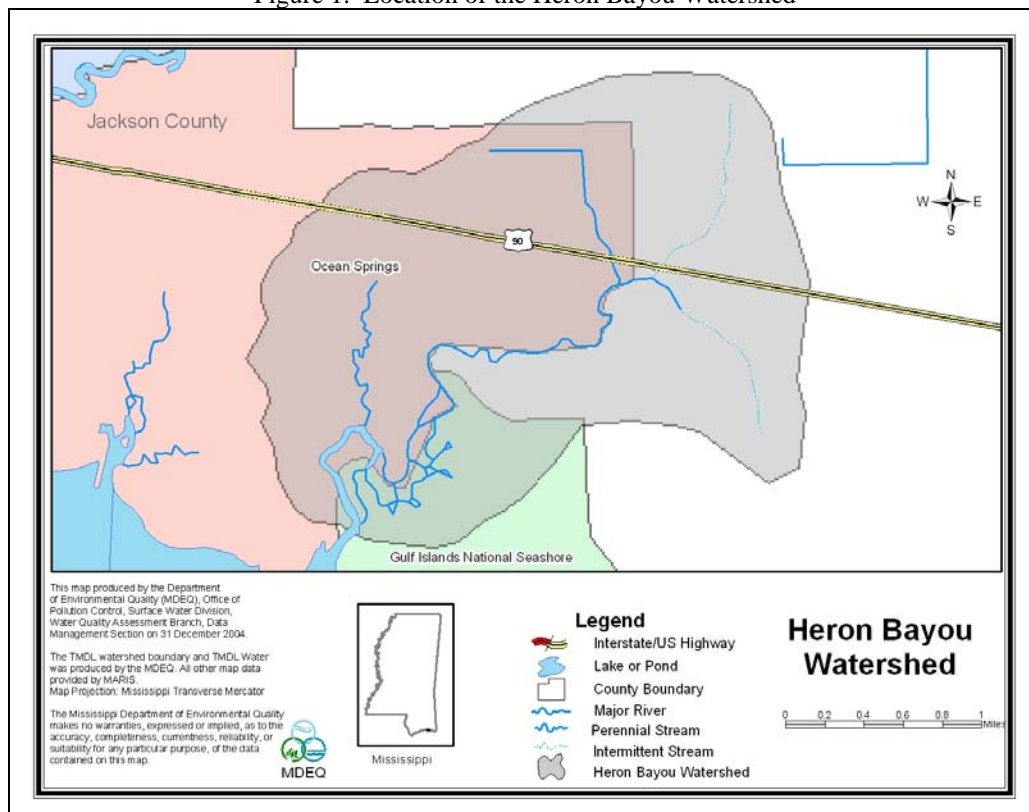 Figure 1. Location of the Heron Bayou Watershed
Jackson County
N
W E
S
90
Ocean Springs
Gulf Islands National Seashore
This map produced by the Department
of Environmental Quality (MDEQ), Office of
Pollution Control, Surface Water Division,
Water Quality Assessment Branch, Data
Management Section on 31 December 2004.
The TMDL watershed boundary and TMDL Water
was produced by the MDEQ. All other map data
provided by MARIS.
Map Projection: Mississippi Transverse Mercator
The Mississippi Department of Environmental Quality
makes no warranties, expressed or implied, as to the
accuracy, completeness, currentness, reliability, or
suitability for any particular purpose, of the data
contained on this map.
MDEQ
Mississippi
Legend
Interstate/US Highway
Lake or Pond
County Boundary
Major River
Perennial Stream
Intermittent Stream
Heron Bayou Watershed
Heron Bayou
Watershed
0 0.2 0.4 0.6 0.8 1
Miles